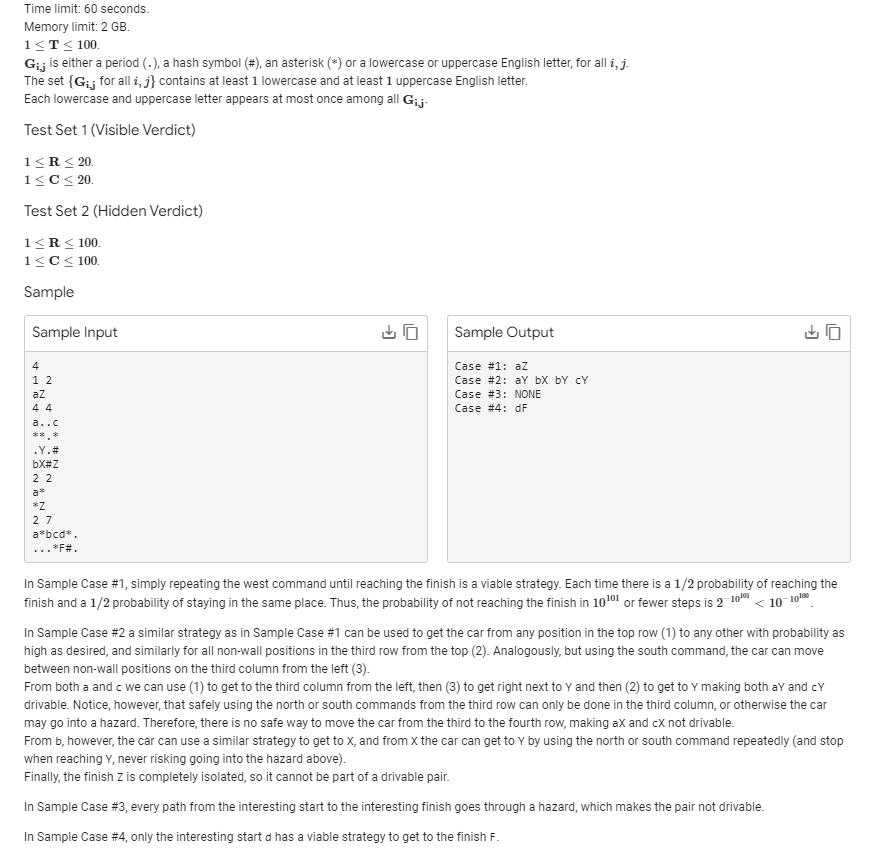 Time limit: 60 seconds.
Memory limit: 2 GB.
1 ≤ T ≤ 100.
G_{i,j} is either a period (.), a hash symbol (#), an asterisk (*) or a lowercase or uppercase English letter, for all i, j.
The set {G_{i,j} for all i, j} contains at least 1 lowercase and at least 1 uppercase English letter.
Each lowercase and uppercase letter appears at most once among all G_{i,j}.
Test Set 1 (Visible Verdict)
1 ≤ R ≤ 20.
1 ≤ C ≤ 20.
Test Set 2 (Hidden Verdict)
1 ≤ R ≤ 100.
1 ≤ C ≤ 100.
Sample
Sample Input
4
1 2
aZ
4 4
a..c
**.*
.Y.#
bX#Z
2 2
a*
*Z
2 7
a*bcd*.
...*F#.
Sample Output
Case #1: aZ
Case #2: aY bX bY cY
Case #3: NONE
Case #4: dF
In Sample Case #1, simply repeating the west command until reaching the finish is a viable strategy. Each time there is a 1/2 probability of reaching the
finish and a 1/2 probability of staying in the same place. Thus, the probability of not reaching the finish in 10^{101} or fewer steps is 2^{-10^{101}} < 10^{-10^{100}}.
In Sample Case #2 a similar strategy as in Sample Case #1 can be used to get the car from any position in the top row (1) to any other with probability as
high as desired, and similarly for all non-wall positions in the third row from the top (2). Analogously, but using the south command, the car can move
between non-wall positions on the third column from the left (3).
From both a and c we can use (1) to get to the third column from the left, then (3) to get right next to Y and then (2) to get to Y making both aY and cY
drivable. Notice, however, that safely using the north or south commands from the third row can only be done in the third column, or otherwise the car
may go into a hazard. Therefore, there is no safe way to move the car from the third to the fourth row, making aX and cX not drivable.
From b, however, the car can use a similar strategy to get to X, and from X the car can get to Y by using the north or south command repeatedly (and stop
when reaching Y, never risking going into the hazard above).
Finally, the finish Z is completely isolated, so it cannot be part of a drivable pair.
In Sample Case #3, every path from the interesting start to the interesting finish goes through a hazard, which makes the pair not drivable.
In Sample Case #4, only the interesting start d has a viable strategy to get to the finish F.